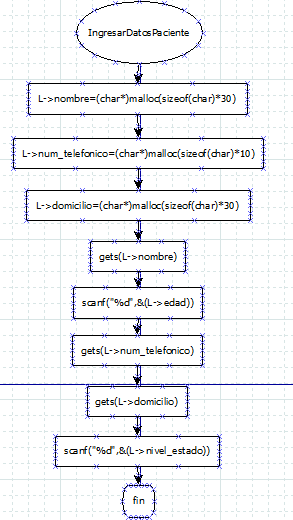 IngresarDatosPaciente
L->nombre=(char*)malloc(sizeof(char)*30)
L->num_telefonico=(char*)malloc(sizeof(char)*10)
L->domicilio=(char*)malloc(sizeof(char)*30)
gets(L->nombre)
scanf("%d",&(L->edad))
gets(L->num_telefonico)
gets(L->domicilio)
scanf("%d",&(L->nivel_estado))
fin